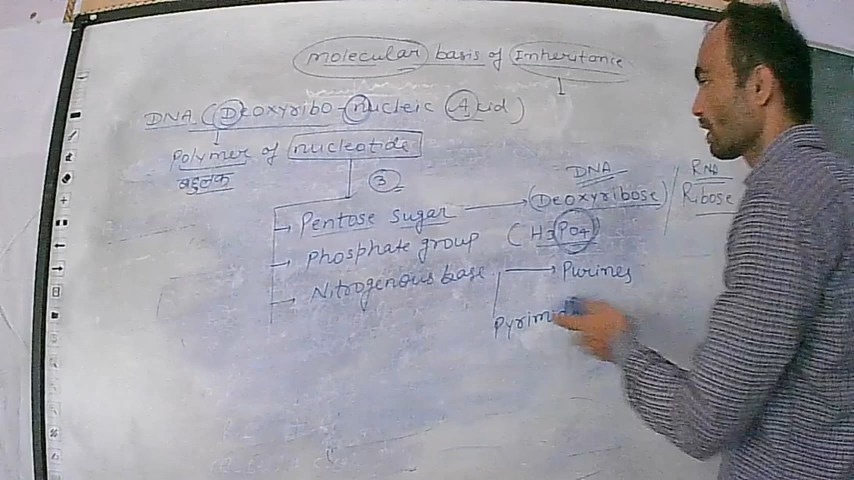 Molecular basis of Inheritance
DNA (Deoxyribo-nucleic Acid)
Polymer of nucleotide
बहुलक
3
DNA
RNA
Pentose sugar (Deoxyribose) / Ribose
Phosphate group (H3PO4)
Nitrogenous base Purines